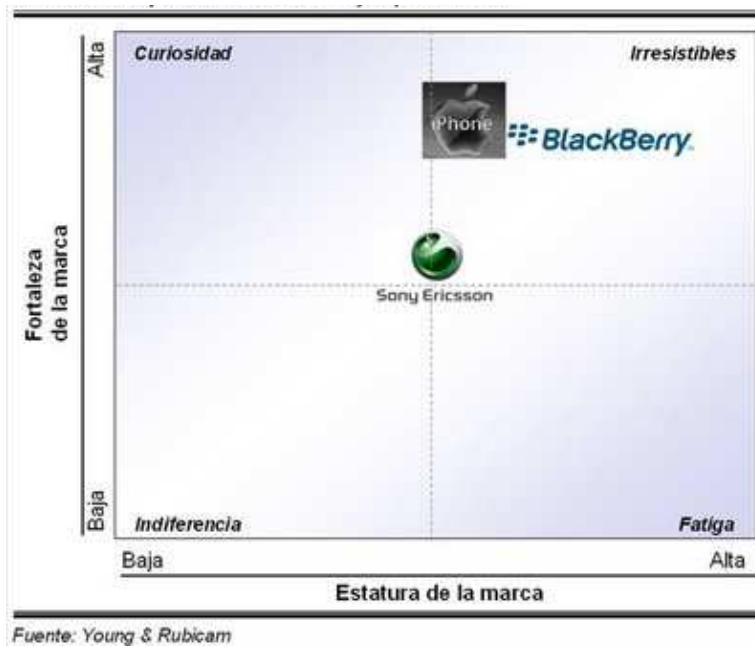 Alta
Curiosidad
Irresistibles
iPhone
BlackBerry
Sony Ericsson
Fortaleza
de la marca
Baja
Indiferencia
Fatiga
Baja
Alta
Estatura de la marca
Fuente: Young & Rubicam